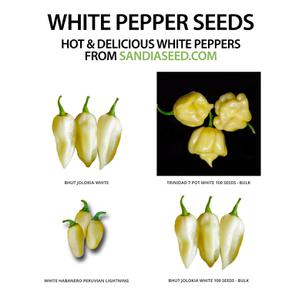 WHITE PEPPER SEEDS
HOT & DELICIOUS WHITE PEPPERS
FROM SANDIASEED.COM
BHUT JOLOKIA WHITE
TRINIDAD 7 POT WHITE 100 SEEDS - BULK
WHITE HABANERO PERUVIAN LIGHTNING
BHUT JOLOKIA WHITE 100 SEEDS - BULK